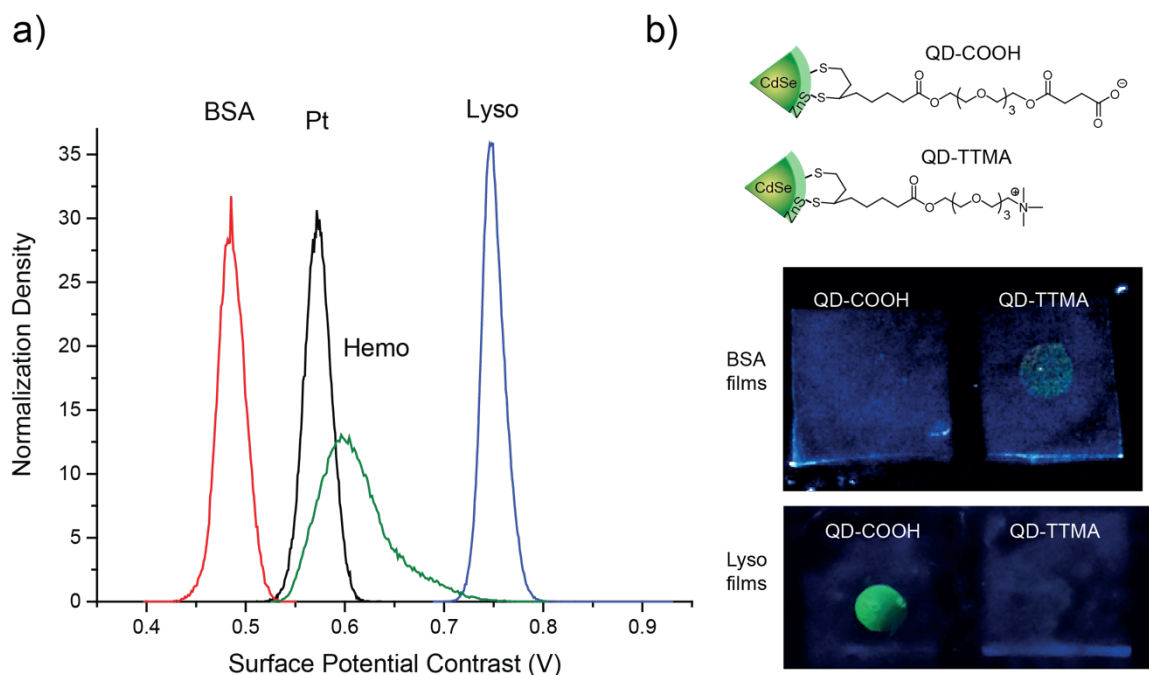 a)
BSA
Pt
Lyso
Hemo
35
30
25
20
15
10
5
0
0.4 0.5 0.6 0.7 0.8 0.9
Normalization Density
Surface Potential Contrast (V)
b)
QD-COOH
CdSe
ZnS
S
S
O
O
O
3
O
O
O
O
⊖
QD-TTMA
CdSe
ZnS
S
S
O
O
O
3
N
⊕
QD-COOH QD-TTMA
BSA
films
QD-COOH QD-TTMA
Lyso
films